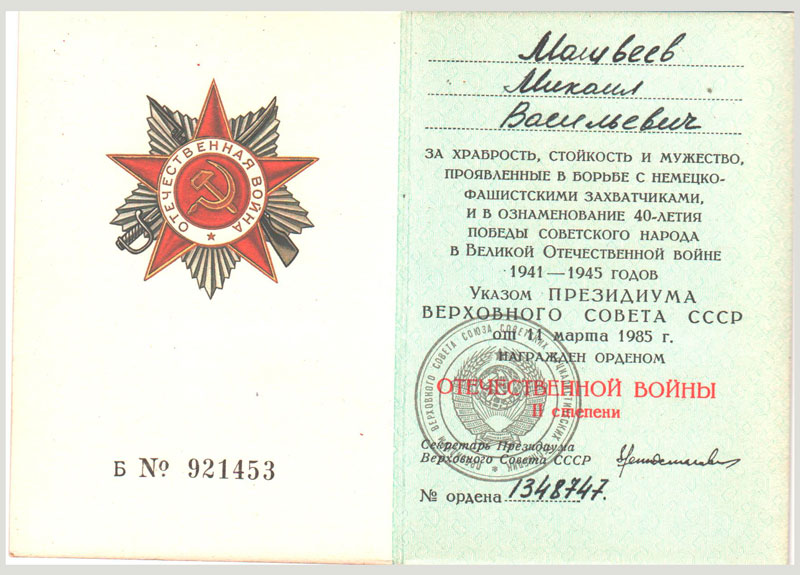 ОТЕЧЕСТВЕННАЯ ВОЙНА
Б № 921453
Матвеев
Михаил
Васильевич
ЗА ХРАБРОСТЬ, СТОЙКОСТЬ И МУЖЕСТВО,
ПРОЯВЛЕННЫЕ В БОРЬБЕ С НЕМЕЦКО-
ФАШИСТСКИМИ ЗАХВАТЧИКАМИ,
И В ОЗНАМЕНОВАНИЕ 40-ЛЕТИЯ
ПОБЕДЫ СОВЕТСКОГО НАРОДА
В ВЕЛИКОЙ ОТЕЧЕСТВЕННОЙ ВОЙНЕ
1941—1945 ГОДОВ
УКАЗОМ ПРЕЗИДИУМА
ВЕРХОВНОГО СОВЕТА СССР
от 11 марта 1985 г.
НАГРАЖДЕН ОРДЕНОМ
ОТЕЧЕСТВЕННОЙ ВОЙНЫ
II степени
Секретарь Президиума
Верховного Совета СССР
№ ордена 1348747.